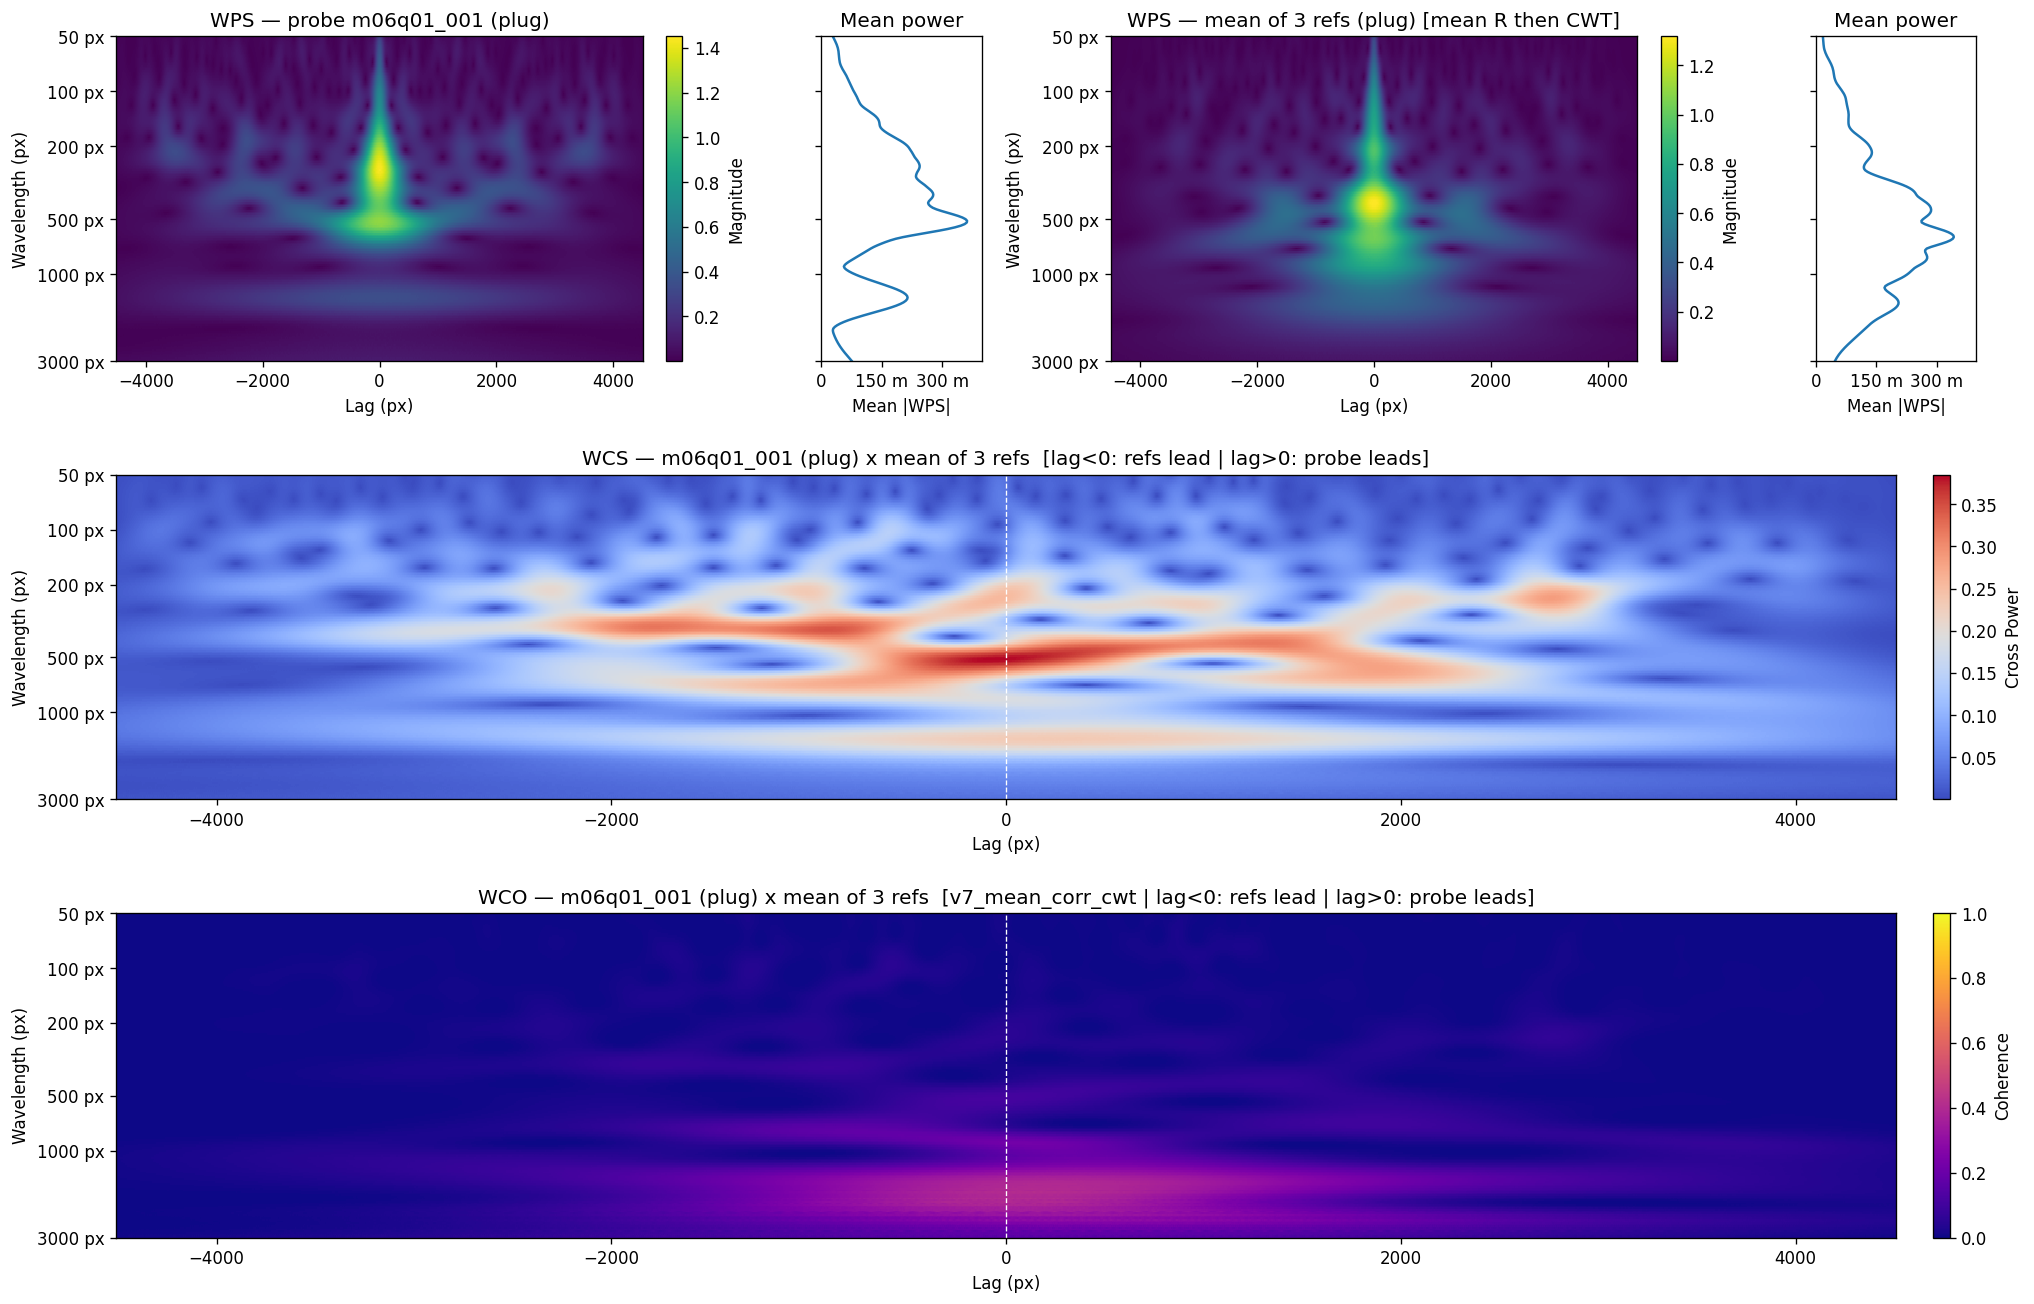 WPS — probe m06q01_001 (plug)
50 px
100 px
200 px
500 px
1000 px
3000 px
Wavelength (px)
−4000
−2000
0
2000
4000
Lag (px)
1.4
1.2
1.0
0.8
0.6
0.4
0.2
Magnitude
Mean power
0
150 m
300 m
Mean |WPS|
WPS — mean of 3 refs (plug) [mean R then CWT]
50 px
100 px
200 px
500 px
1000 px
3000 px
Wavelength (px)
−4000
−2000
0
2000
4000
Lag (px)
1.2
1.0
0.8
0.6
0.4
0.2
Magnitude
Mean power
0
150 m
300 m
Mean |WPS|
WCS — m06q01_001 (plug) x mean of 3 refs  [lag<0: refs lead | lag>0: probe leads]
50 px
100 px
200 px
500 px
1000 px
3000 px
Wavelength (px)
−4000
−2000
0
2000
4000
Lag (px)
0.35
0.30
0.25
0.20
0.15
0.10
0.05
Cross Power
WCO — m06q01_001 (plug) x mean of 3 refs  [v7_mean_corr_cwt | lag<0: refs lead | lag>0: probe leads]
50 px
100 px
200 px
500 px
1000 px
3000 px
Wavelength (px)
−4000
−2000
0
2000
4000
Lag (px)
1.0
0.8
0.6
0.4
0.2
0.0
Coherence